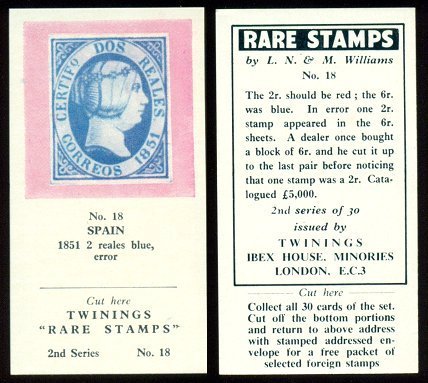 CERTIFO DOS REALES
CORREOS 1851
No. 18
SPAIN
1851 2 reales blue,
error
Cut here
TWININGS
"RARE STAMPS"
2nd Series No. 18
RARE STAMPS
by L. N. & M. Williams
No. 18
The 2r. should be red ; the 6r.
was blue. In error one 2r.
stamp appeared in the 6r.
sheets. A dealer once bought
a block of 6r. and he cut it up
to the last pair before noticing
that one stamp was a 2r. Cata-
logued £5,000.
2nd series of 30
issued by
TWININGS
IBEX HOUSE, MINORIES
LONDON, E.C.3
Cut here
Collect all 30 cards of the set.
Cut off the bottom portions
and return to above address
with stamped addressed en-
velope for a free packet of
selected foreign stamps